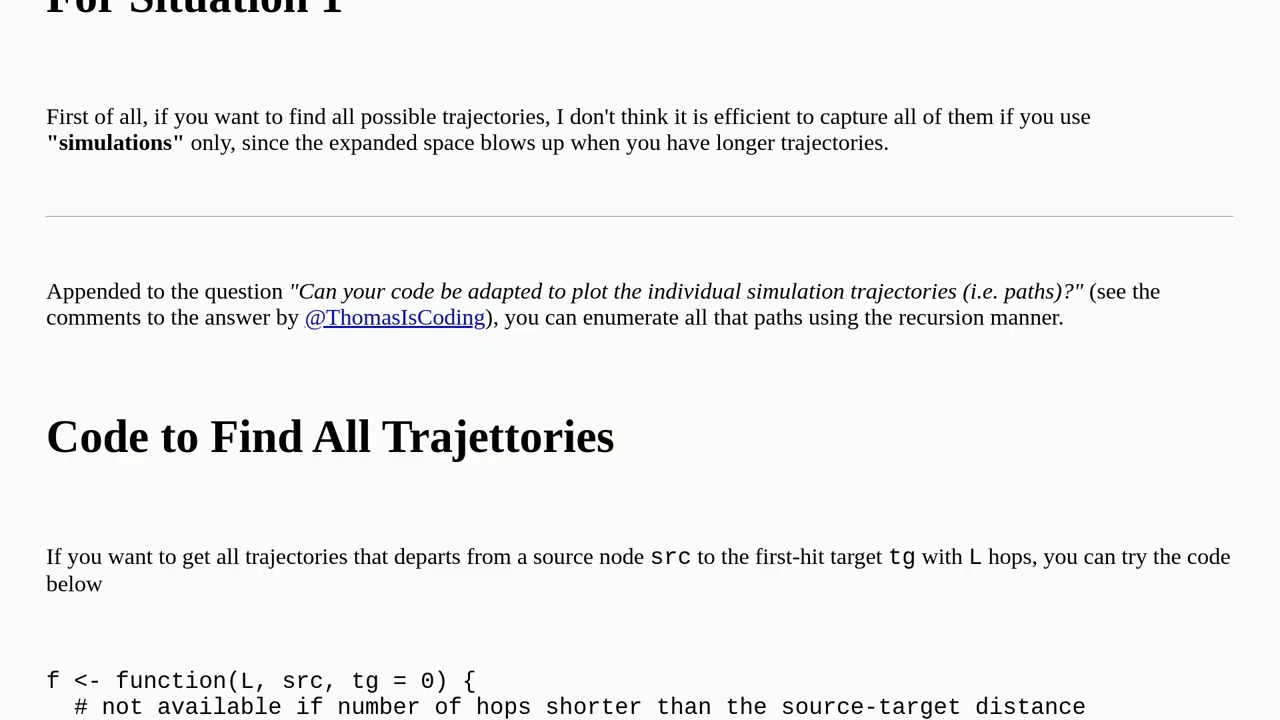 For Situation 1
First of all, if you want to find all possible trajectories, I don't think it is efficient to capture all of them if you use
"simulations" only, since the expanded space blows up when you have longer trajectories.
Appended to the question "Can your code be adapted to plot the individual simulation trajectories (i.e. paths)?" (see the
comments to the answer by @ThomasIsCoding), you can enumerate all that paths using the recursion manner.
Code to Find All Trajettories
If you want to get all trajectories that departs from a source node src to the first-hit target tg with L hops, you can try the code
below
f <- function(L, src, tg = 0) {
  # not available if number of hops shorter than the source-target distance